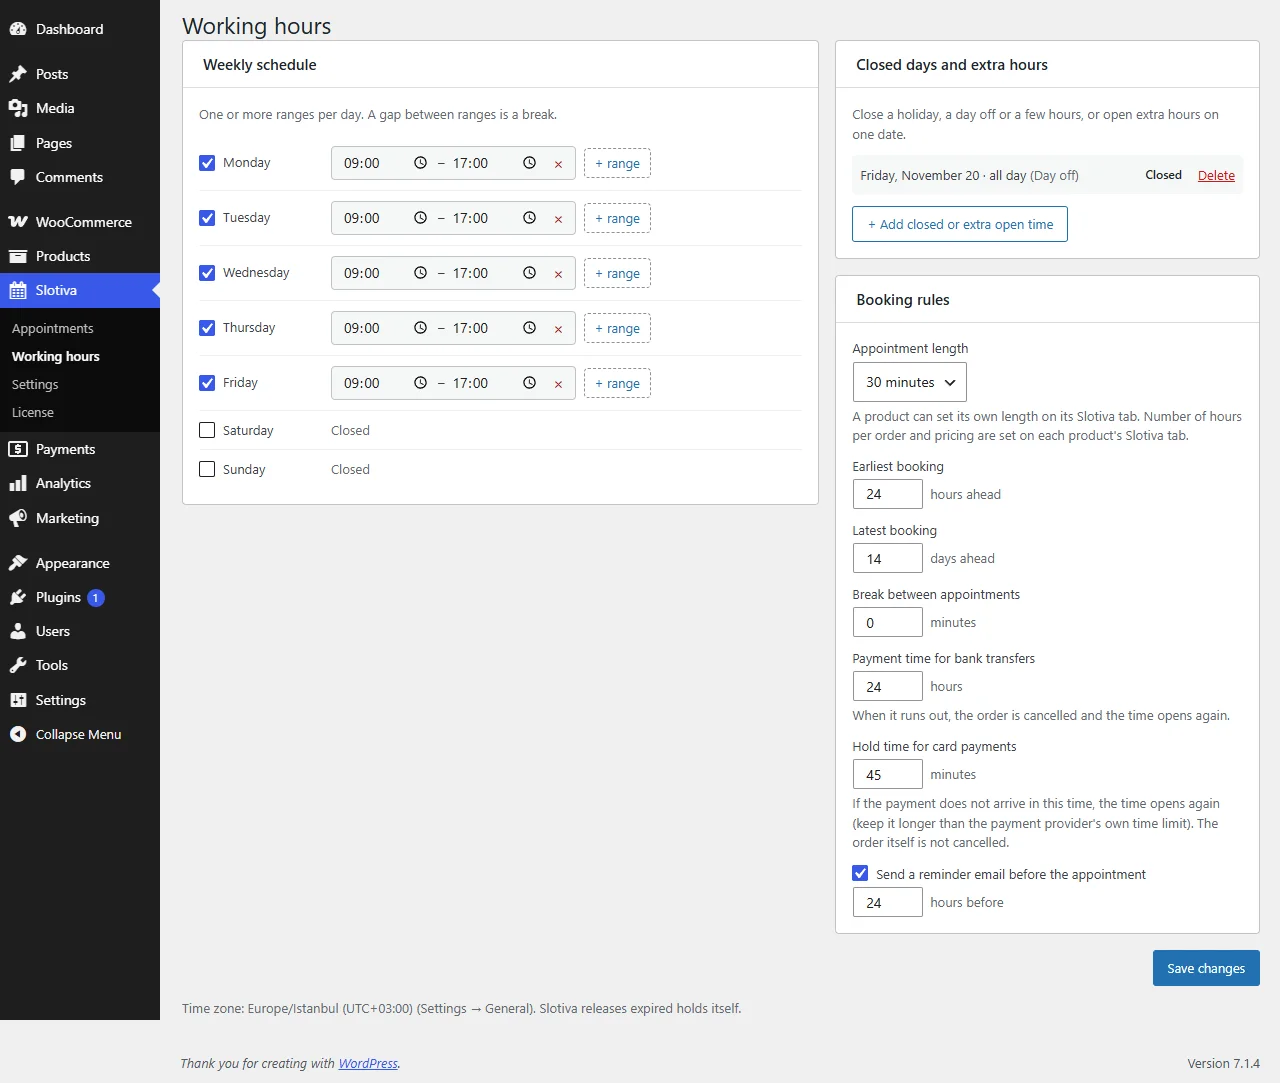 Dashboard
Posts
Media
Pages
Comments
WooCommerce
Products
Slotiva
Appointments
Working hours
Settings
License
Payments
Analytics
Marketing
Appearance
Plugins 1
Users
Tools
Settings
Collapse Menu
Working hours
Weekly schedule
One or more ranges per day. A gap between ranges is a break.
Monday 09:00 – 17:00 × + range
Tuesday 09:00 – 17:00 × + range
Wednesday 09:00 – 17:00 × + range
Thursday 09:00 – 17:00 × + range
Friday 09:00 – 17:00 × + range
Saturday Closed
Sunday Closed
Closed days and extra hours
Close a holiday, a day off or a few hours, or open extra hours on
one date.
Friday, November 20 · all day (Day off) Closed Delete
+ Add closed or extra open time
Booking rules
Appointment length
30 minutes
A product can set its own length on its Slotiva tab. Number of hours
per order and pricing are set on each product's Slotiva tab.
Earliest booking
24 hours ahead
Latest booking
14 days ahead
Break between appointments
0 minutes
Payment time for bank transfers
24 hours
When it runs out, the order is cancelled and the time opens again.
Hold time for card payments
45 minutes
If the payment does not arrive in this time, the time opens again
(keep it longer than the payment provider's own time limit). The
order itself is not cancelled.
Send a reminder email before the appointment
24 hours before
Save changes
Time zone: Europe/Istanbul (UTC+03:00) (Settings → General). Slotiva releases expired holds itself.
Thank you for creating with WordPress.
Version 7.1.4